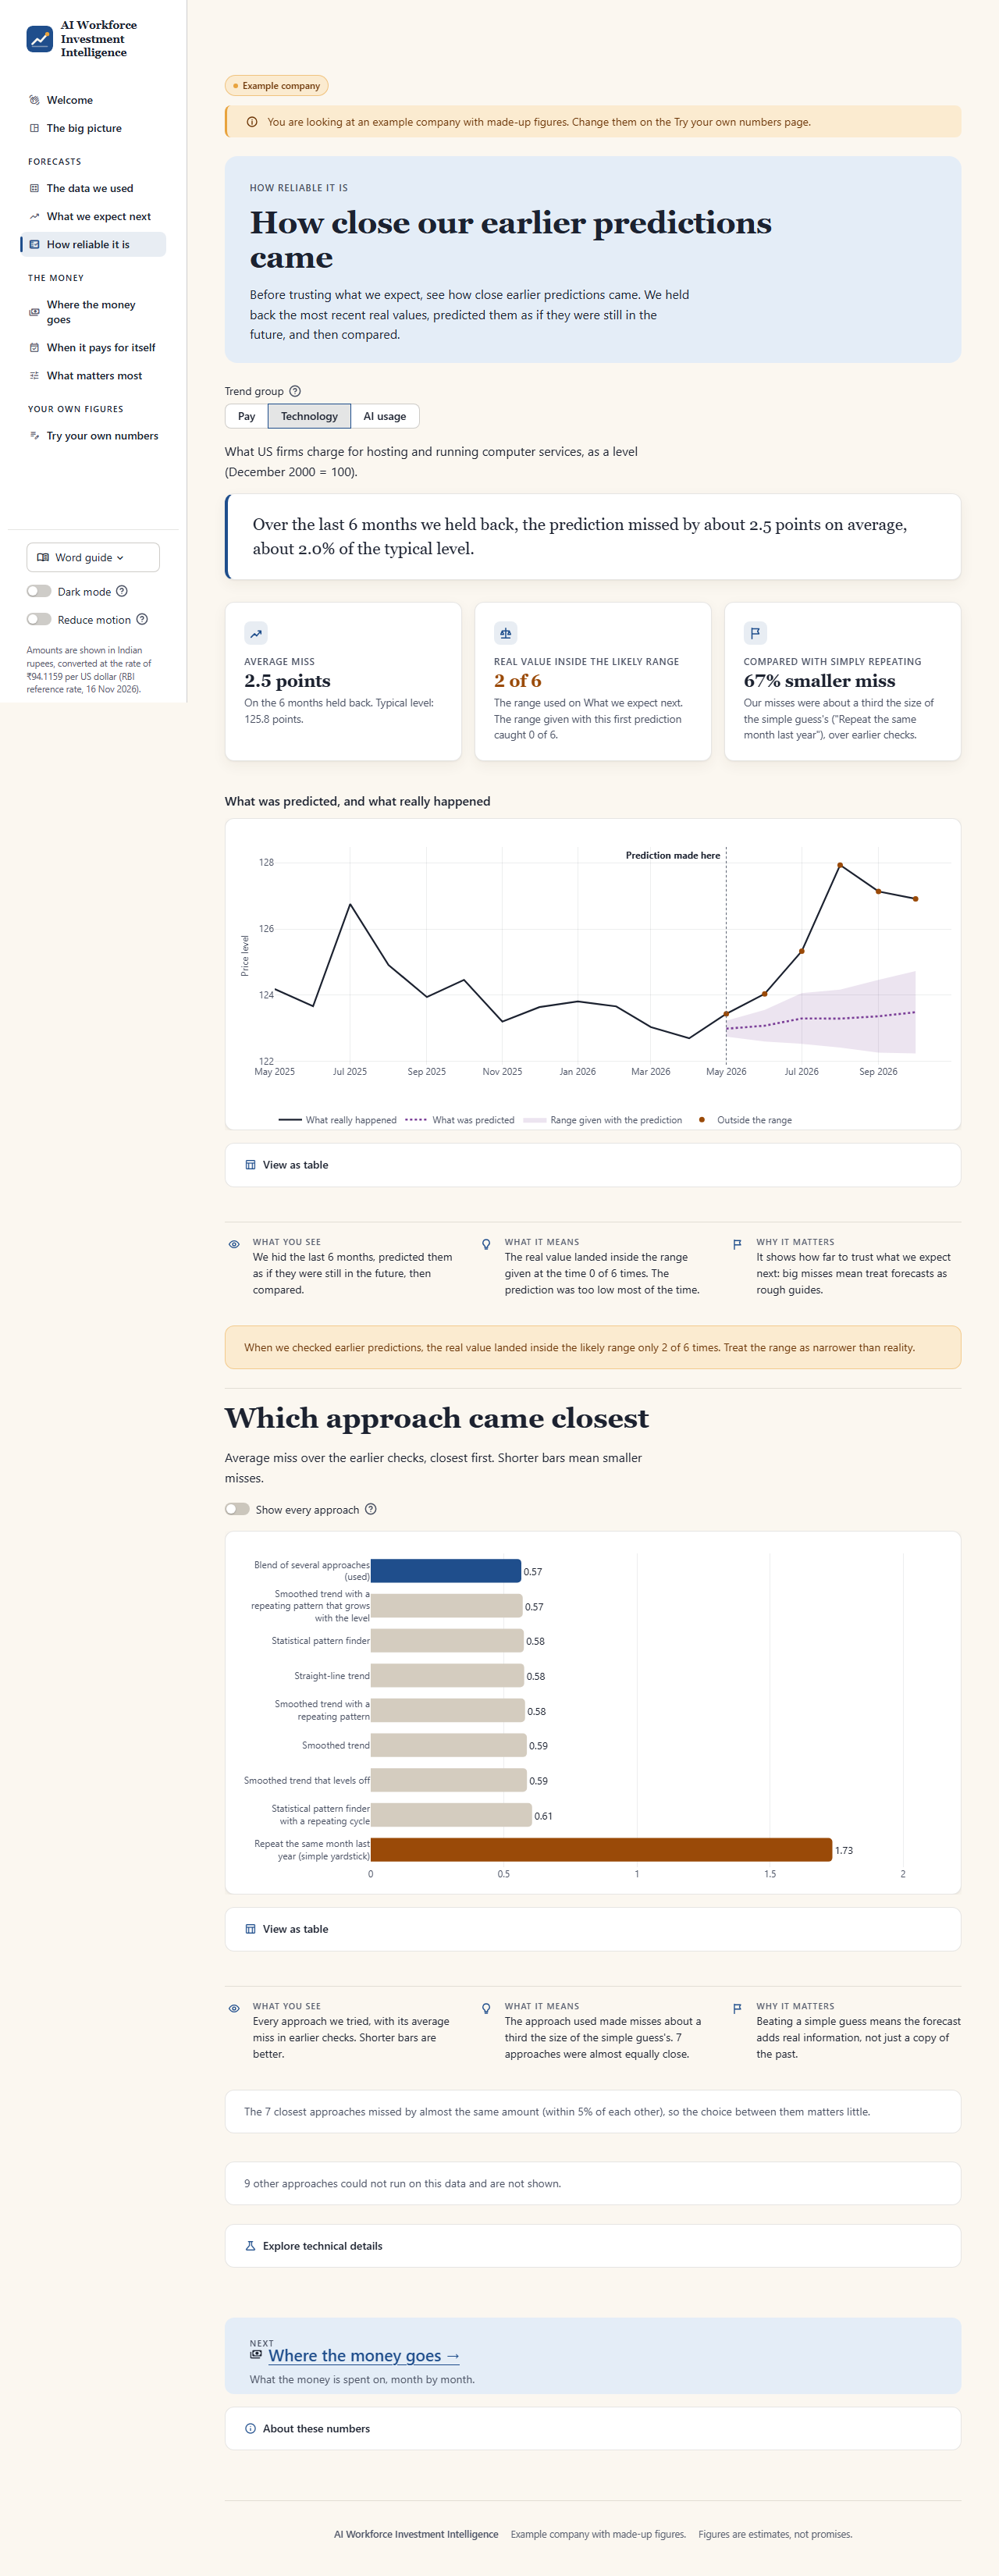 AI Workforce
Investment
Intelligence
Welcome
The big picture
FORECASTS
The data we used
What we expect next
How reliable it is
THE MONEY
Where the money
goes
When it pays for itself
What matters most
YOUR OWN FIGURES
Try your own numbers
Word guide
Dark mode
Reduce motion
Amounts are shown in Indian
rupees, converted at the rate of
₹94.1159 per US dollar (RBI
reference rate, 16 Nov 2026).
Example company
You are looking at an example company with made-up figures. Change them on the Try your own numbers page.
HOW RELIABLE IT IS
How close our earlier predictions
came
Before trusting what we expect, see how close earlier predictions came. We held
back the most recent real values, predicted them as if they were still in the
future, and then compared.
Trend group
Pay
Technology
AI usage
What US firms charge for hosting and running computer services, as a level
(December 2000 = 100).
Over the last 6 months we held back, the prediction missed by about 2.5 points on average,
about 2.0% of the typical level.
AVERAGE MISS
2.5 points
On the 6 months held back. Typical level:
125.8 points.
REAL VALUE INSIDE THE LIKELY RANGE
2 of 6
The range used on What we expect next.
The range given with this first prediction
caught 0 of 6.
COMPARED WITH SIMPLY REPEATING
67% smaller miss
Our misses were about a third the size of
the simple guess's ("Repeat the same
month last year"), over earlier checks.
What was predicted, and what really happened
Prediction made here
128
126
124
122
Price level
May 2025
Jul 2025
Sep 2025
Nov 2025
Jan 2026
Mar 2026
May 2026
Jul 2026
Sep 2026
What really happened
What was predicted
Range given with the prediction
Outside the range
View as table
WHAT YOU SEE
We hid the last 6 months, predicted them
as if they were still in the future, then
compared.
WHAT IT MEANS
The real value landed inside the range
given at the time 0 of 6 times. The
prediction was too low most of the time.
WHY IT MATTERS
It shows how far to trust what we expect
next: big misses mean treat forecasts as
rough guides.
When we checked earlier predictions, the real value landed inside the likely range only 2 of 6 times. Treat the range as narrower than reality.
Which approach came closest
Average miss over the earlier checks, closest first. Shorter bars mean smaller
misses.
Show every approach
Blend of several approaches
(used)
0.57
Smoothed trend with a
repeating pattern that grows
with the level
0.57
Statistical pattern finder
0.58
Straight-line trend
0.58
Smoothed trend with a
repeating pattern
0.58
Smoothed trend
0.59
Smoothed trend that levels off
0.59
Statistical pattern finder
with a repeating cycle
0.61
Repeat the same month last
year (simple yardstick)
1.73
0
0.5
1
1.5
2
View as table
WHAT YOU SEE
Every approach we tried, with its average
miss in earlier checks. Shorter bars are
better.
WHAT IT MEANS
The approach used made misses about a
third the size of the simple guess's. 7
approaches were almost equally close.
WHY IT MATTERS
Beating a simple guess means the forecast
adds real information, not just a copy of
the past.
The 7 closest approaches missed by almost the same amount (within 5% of each other), so the choice between them matters little.
9 other approaches could not run on this data and are not shown.
Explore technical details
NEXT
Where the money goes →
What the money is spent on, month by month.
About these numbers
AI Workforce Investment Intelligence
Example company with made-up figures.
Figures are estimates, not promises.